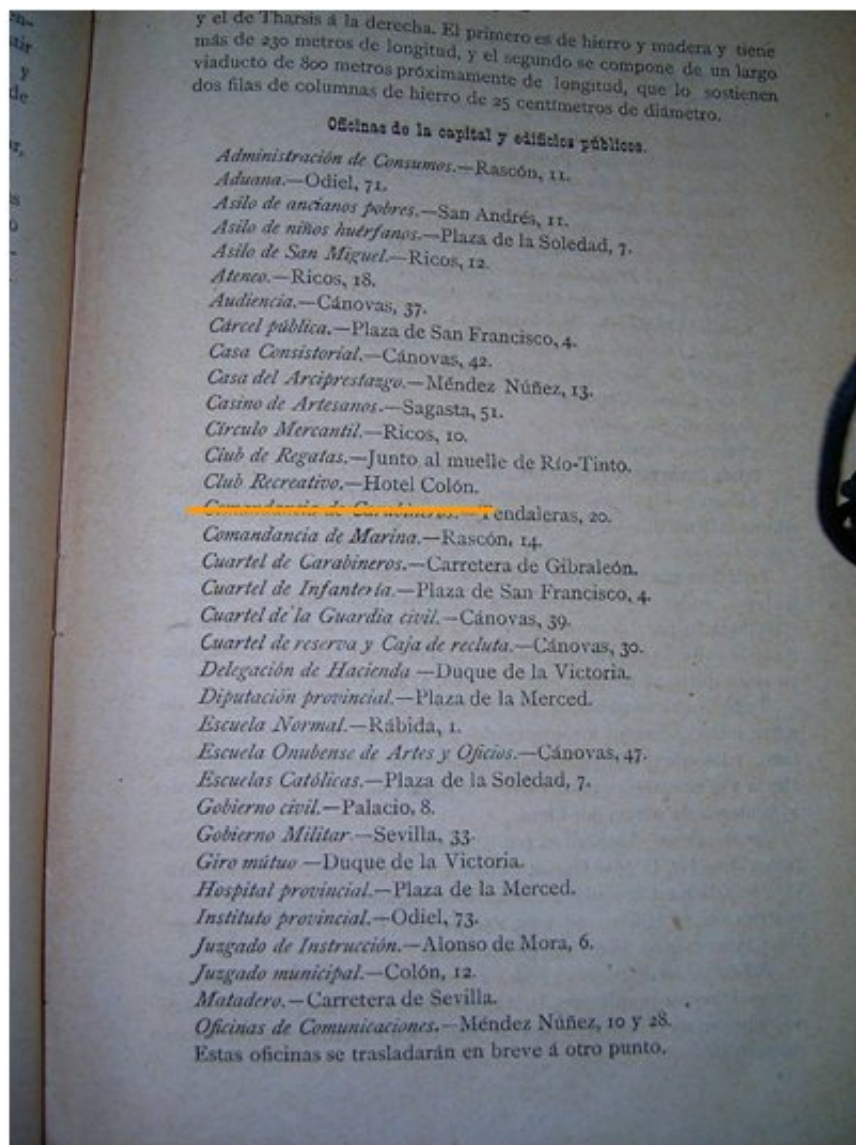 y el de Tharsis á la derecha. El primero es de hierro y madera y tiene
más de 230 metros de longitud, y el segundo se compone de un largo
viaducto de 800 metros próximamente de longitud, que lo sostienen
dos filas de columnas de hierro de 25 centímetros de diámetro.
Oficinas de la capital y edificios públicos.
Administración de Consumos.—Rascón, 11.
Aduana.—Odiel, 71.
Asilo de ancianos pobres.—San Andrés, 11.
Asilo de niños huérfanos.—Plaza de la Soledad, 7.
Asilo de San Miguel.—Ricos, 12.
Ateneo.—Ricos, 18.
Audiencia.—Cánovas, 37.
Cárcel pública.—Plaza de San Francisco, 4.
Casa Consistorial.—Cánovas, 42.
Casa del Arciprestazgo.—Méndez Núñez, 13.
Casino de Artesanos.—Sagasta, 51.
Círculo Mercantil.—Ricos, 10.
Club de Regatas.—Junto al muelle de Río-Tinto.
Club Recreativo.—Hotel Colón.
Comandancia de Carabineros.—Tendaleras, 20.
Comandancia de Marina.—Rascón, 14.
Cuartel de Carabineros.—Carretera de Gibraleón.
Cuartel de Infantería.—Plaza de San Francisco, 4.
Cuartel de la Guardia civil.—Cánovas, 39.
Cuartel de reserva y Caja de recluta.—Cánovas, 30.
Delegación de Hacienda —Duque de la Victoria.
Diputación provincial.—Plaza de la Merced.
Escuela Normal.—Rábida, 1.
Escuela Onubense de Artes y Oficios.—Cánovas, 47.
Escuelas Católicas.—Plaza de la Soledad, 7.
Gobierno civil.—Palacio, 8.
Gobierno Militar.—Sevilla, 33.
Giro mútuo —Duque de la Victoria.
Hospital provincial.—Plaza de la Merced.
Instituto provincial.—Odiel, 73.
Juzgado de Instrucción.—Alonso de Mora, 6.
Juzgado municipal.—Colón, 12.
Matadero.—Carretera de Sevilla.
Oficinas de Comunicaciones.—Méndez Núñez, 10 y 28.
Estas oficinas se trasladarán en breve á otro punto.